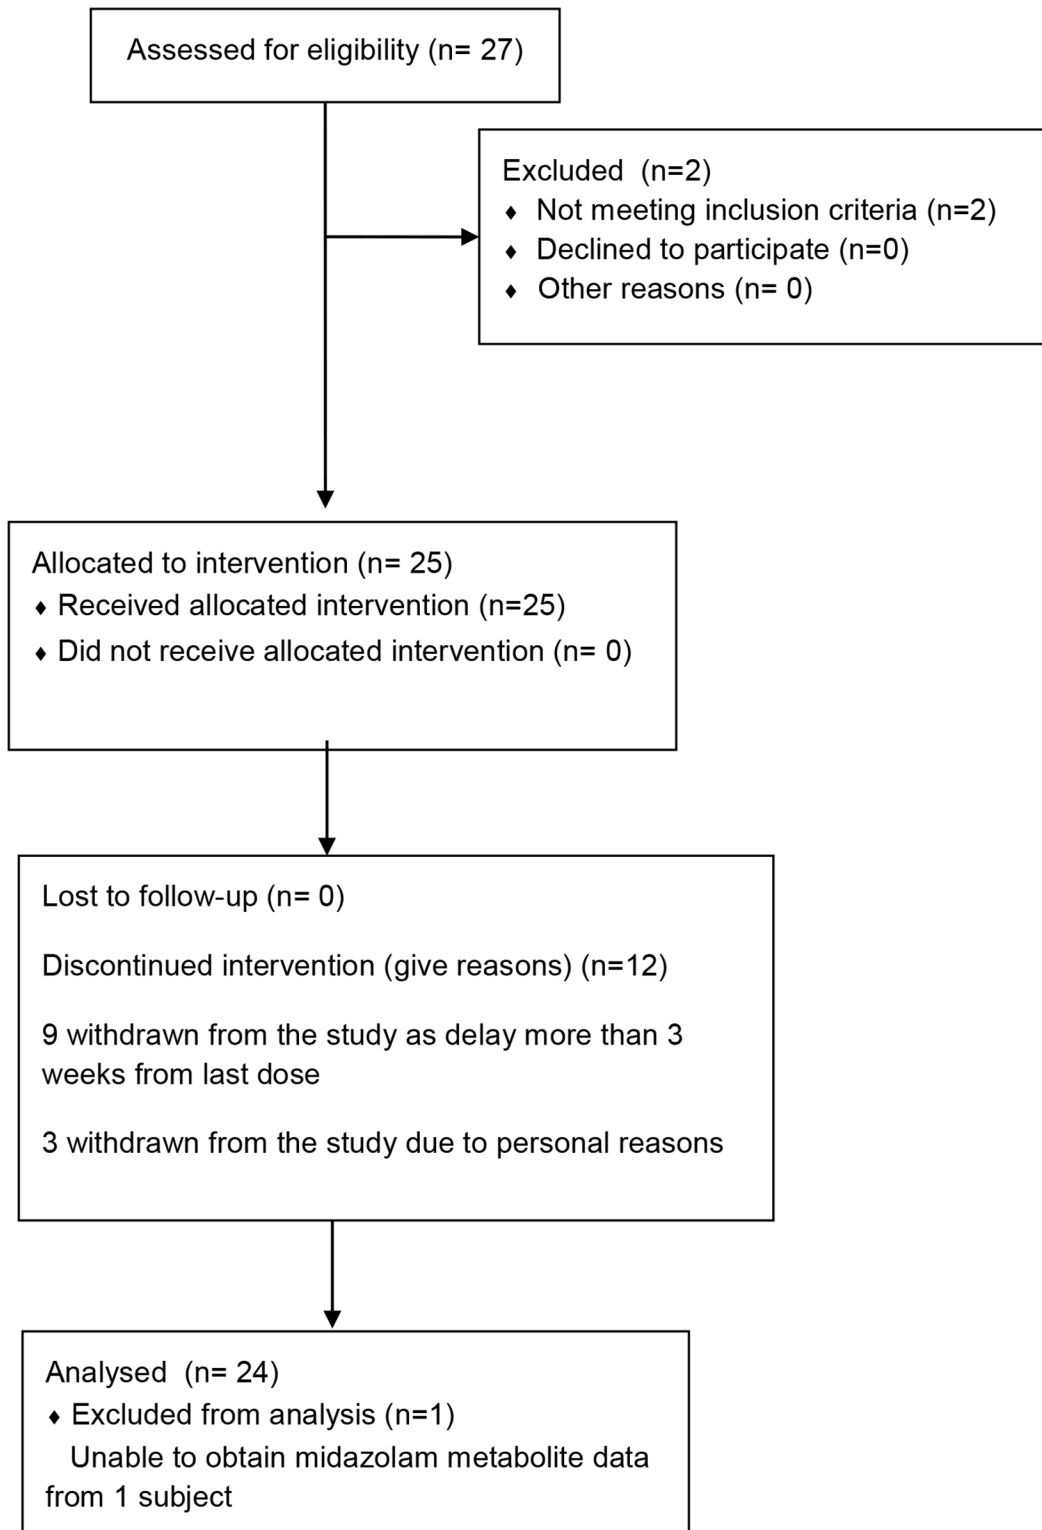 Assessed for eligibility (n= 27)
Excluded  (n=2)
♦ Not meeting inclusion criteria (n=2)
♦ Declined to participate (n=0)
♦ Other reasons (n= 0)
Allocated to intervention (n= 25)
♦ Received allocated intervention (n=25)
♦ Did not receive allocated intervention (n= 0)
Lost to follow-up (n= 0)
Discontinued intervention (give reasons) (n=12)
9 withdrawn from the study as delay more than 3
weeks from last dose
3 withdrawn from the study due to personal reasons
Analysed  (n= 24)
♦ Excluded from analysis (n=1)
Unable to obtain midazolam metabolite data
from 1 subject